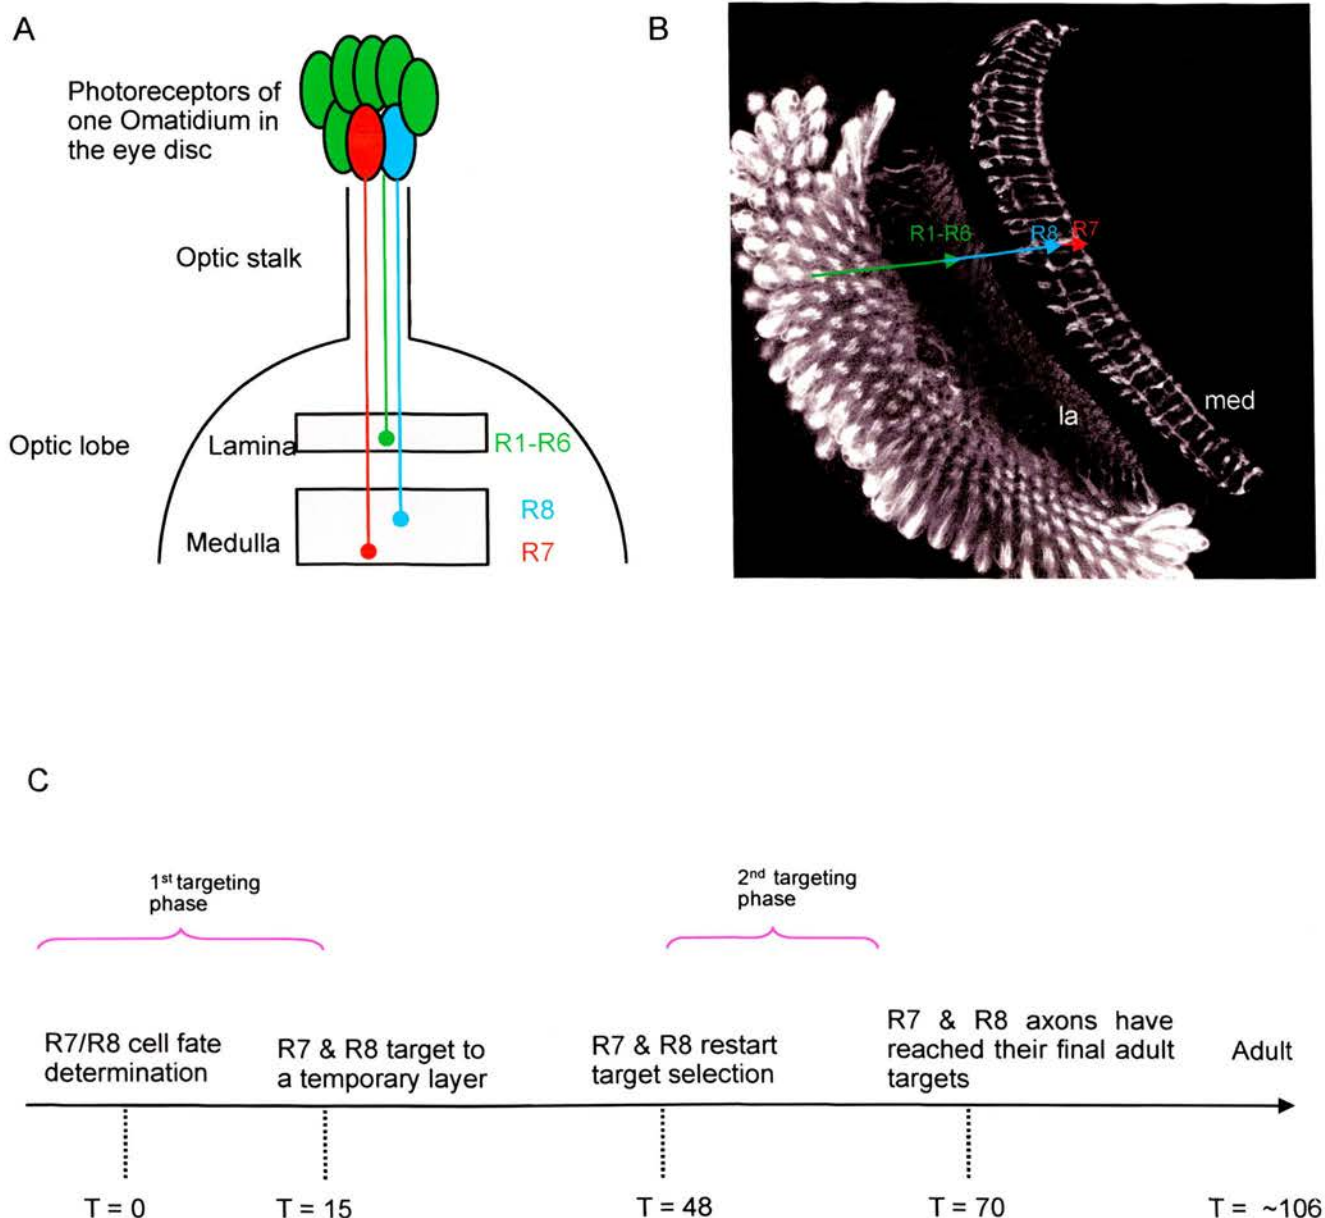 A
Photoreceptors of
one Omatidium in
the eye disc
Optic stalk
Optic lobe
Lamina
R1-R6
R8
Medulla
R7
B
R1-R6
R8
R7
la
med
C
1st targeting
phase
2nd targeting
phase
R7/R8 cell fate
determination
R7 & R8 target to
a temporary layer
R7 & R8 restart
target selection
R7 & R8 axons have
reached their final adult
targets
Adult
T = 0
T = 15
T = 48
T = 70
T = ~106